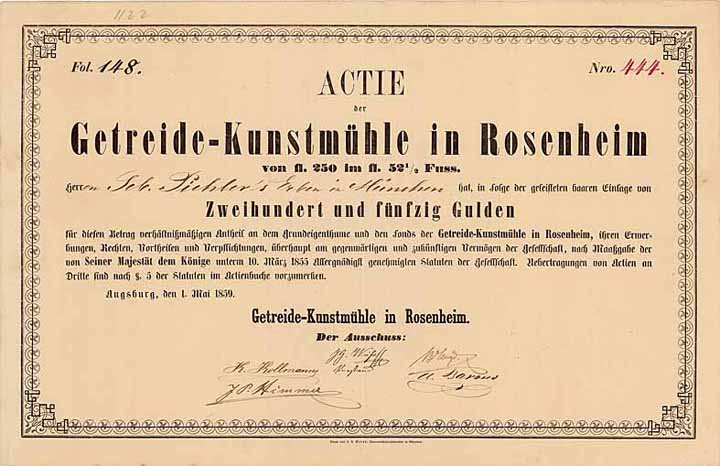 1122
Fol. 148. Nro. 444.
ACTIE
der
Getreide-Kunstmühle in Rosenheim
von fl. 250 im fl. 52 1/2 Fuss.
Herrn Seb. Pichler's Erben in München hat, in Folge der geleisteten baaren Einlage von
Zweihundert und fünfzig Gulden
für diesen Betrag verhältnißmäßigen Antheil an dem Grundeigenthume und den Fonds der Getreide-Kunstmühle in Rosenheim, ihren Erwer-
bungen, Rechten, Vortheilen und Verpflichtungen, überhaupt am gegenwärtigen und zukünftigen Vermögen der Gesellschaft, nach Maaßgabe der
von Seiner Majestät dem Könige unterm 10. März 1855 Allergnädigst genehmigten Statuten der Gesellschaft. Uebertragungen von Actien an
Dritte sind nach §. 5 der Statuten im Actienbuche vorzumerken.
Augsburg, den 1. Mai 1859.
Getreide-Kunstmühle in Rosenheim.
Der Ausschuss:
K. Kollmann
J. P. Himmer